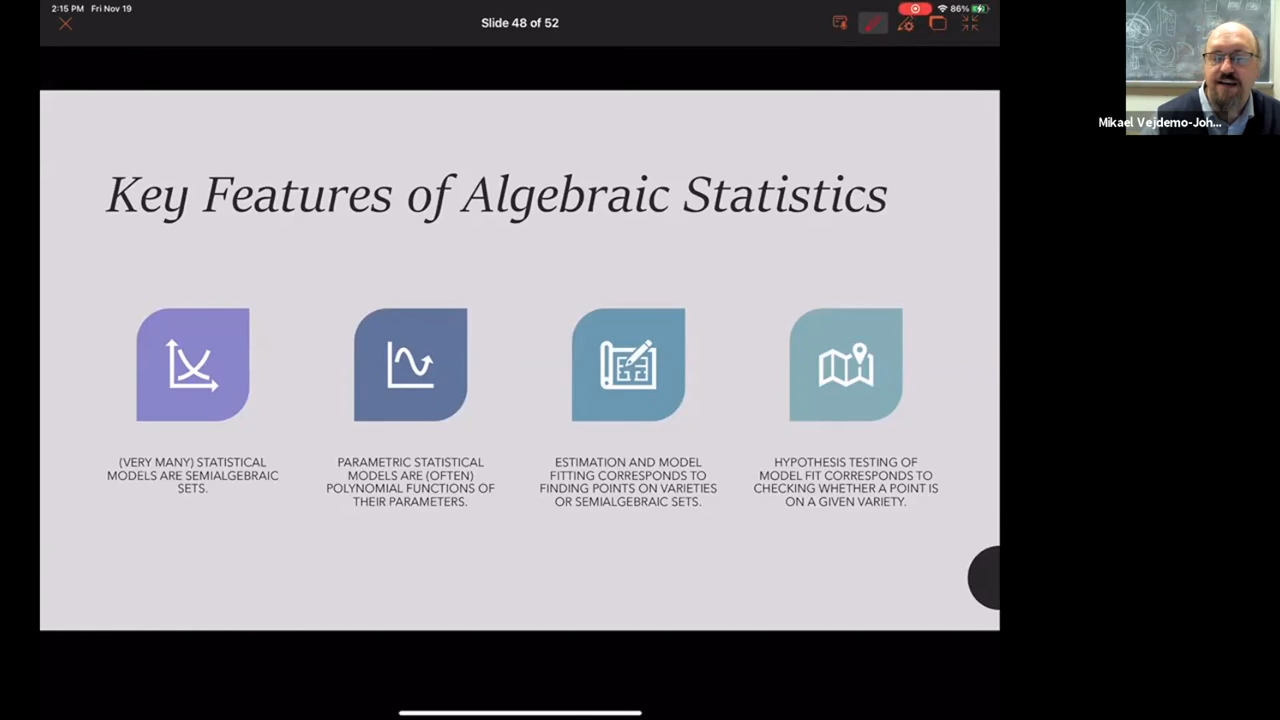 2:15 PM Fri Nov 19
86%
Slide 48 of 52
Mikael Vejdemo-Joh...
Key Features of Algebraic Statistics
(VERY MANY) STATISTICAL
MODELS ARE SEMIALGEBRAIC
SETS.
PARAMETRIC STATISTICAL
MODELS ARE (OFTEN)
POLYNOMIAL FUNCTIONS OF
THEIR PARAMETERS.
ESTIMATION AND MODEL
FITTING CORRESPONDS TO
FINDING POINTS ON VARIETIES
OR SEMIALGEBRAIC SETS.
HYPOTHESIS TESTING OF
MODEL FIT CORRESPONDS TO
CHECKING WHETHER A POINT IS
ON A GIVEN VARIETY.